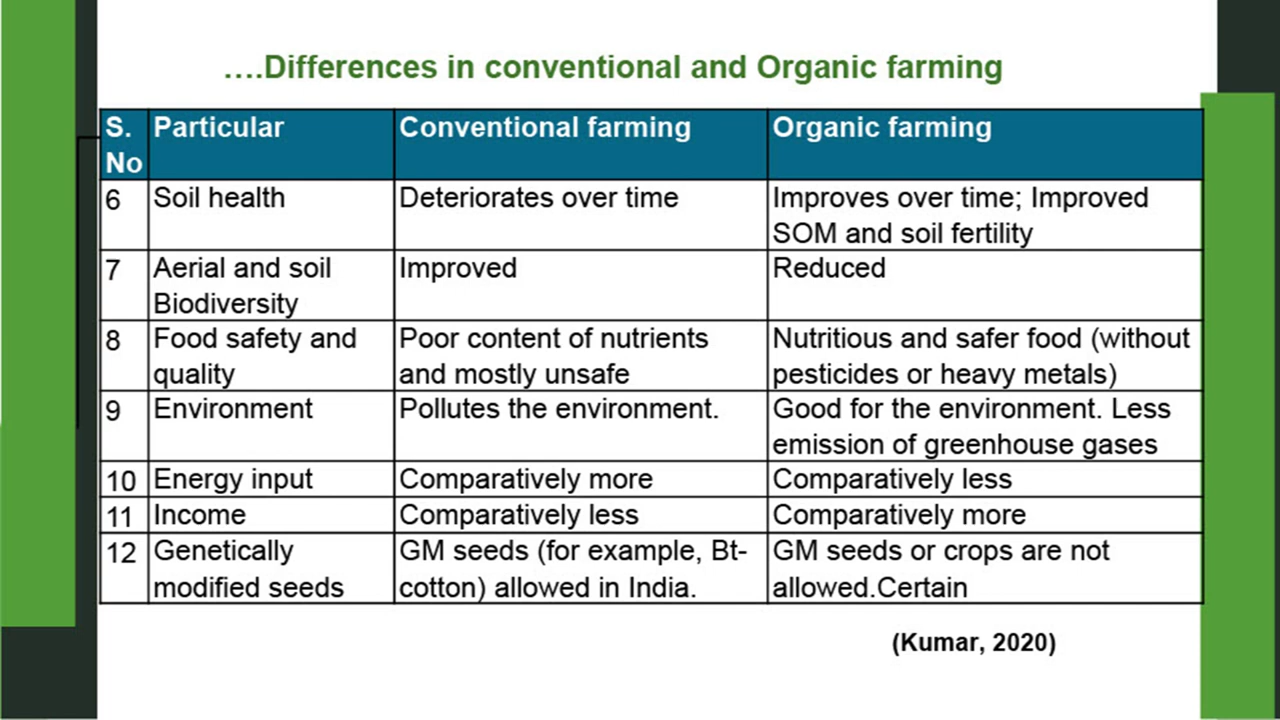 ....Differences in conventional and Organic farming
S. No Particular Conventional farming Organic farming
6 Soil health Deteriorates over time Improves over time; Improved SOM and soil fertility
7 Aerial and soil Biodiversity Improved Reduced
8 Food safety and quality Poor content of nutrients and mostly unsafe Nutritious and safer food (without pesticides or heavy metals)
9 Environment Pollutes the environment. Good for the environment. Less emission of greenhouse gases
10 Energy input Comparatively more Comparatively less
11 Income Comparatively less Comparatively more
12 Genetically modified seeds GM seeds (for example, Bt-cotton) allowed in India. GM seeds or crops are not allowed.Certain
(Kumar, 2020)